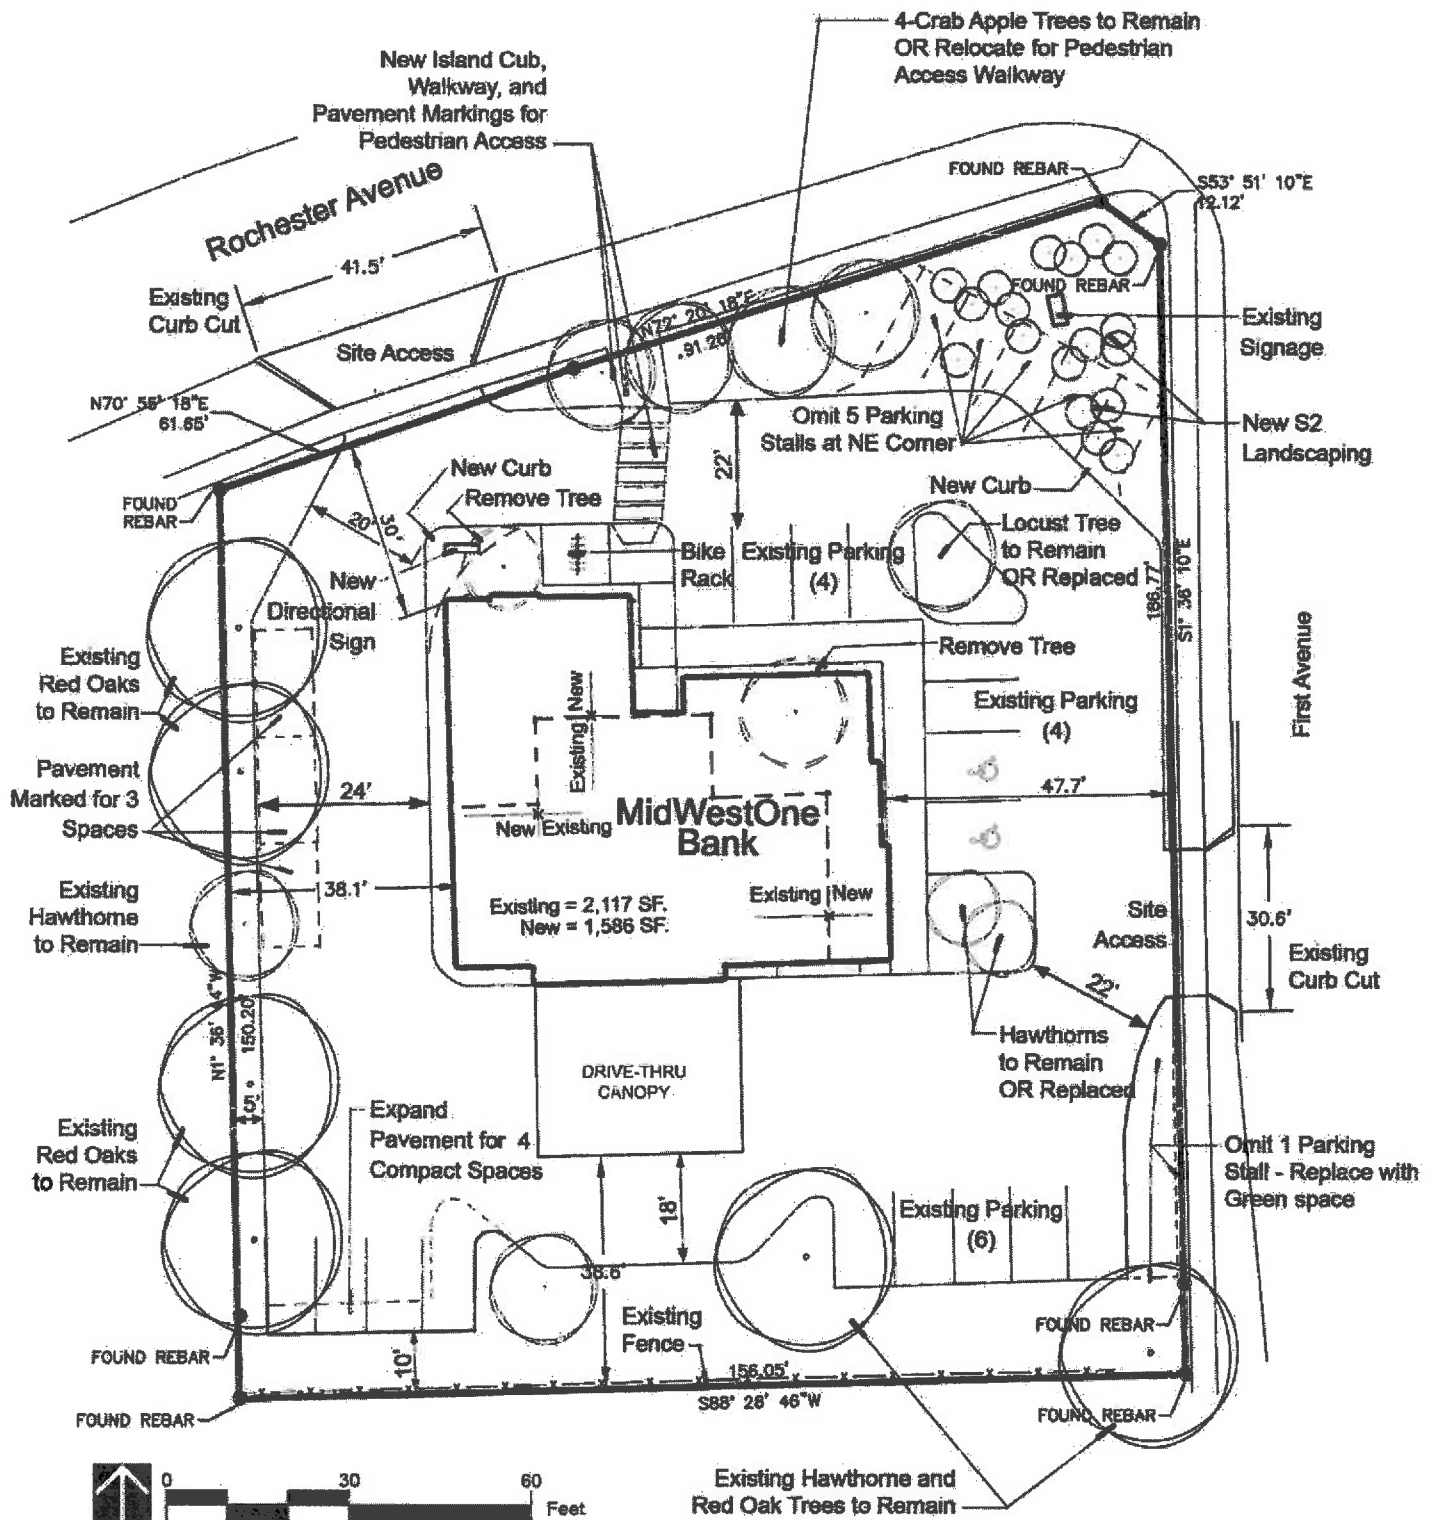 4-Crab Apple Trees to Remain
OR Relocate for Pedestrian
Access Walkway
New Island Cub,
Walkway, and
Pavement Markings for
Pedestrian Access
FOUND REBAR
S53° 51' 10"E
12.12'
Rochester Avenue
41.5'
Existing
Curb Cut
Site Access
N72° 20' 18"E
91.26'
FOUND REBAR
Existing
Signage
N70° 55' 18"E
61.65'
Omit 5 Parking
Stalls at NE Corner
New S2
Landscaping
22'
New Curb
Remove Tree
New Curb
FOUND
REBAR
20'
30'
Locust Tree
to Remain
OR Replaced
Bike
Rack
Existing Parking
(4)
New
Directional
Sign
186.77'
S1° 36' 10"E
Existing
Red Oaks
to Remain
Remove Tree
First Avenue
Existing Parking
(4)
Existing
New
Pavement
Marked for 3
Spaces
24'
47.7'
MidWestOne
Bank
New
Existing
38.1'
Existing
Hawthorne
to Remain
Existing
New
Existing = 2,117 SF.
New = 1,586 SF.
Site
Access
30.6'
Existing
Curb Cut
22'
N1° 36' 4"W
150.20'
Hawthorns
to Remain
OR Replaced
DRIVE-THRU
CANOPY
5'
Expand
Pavement for 4
Compact Spaces
Existing
Red Oaks
to Remain
Omit 1 Parking
Stall - Replace with
Green space
18'
Existing Parking
(6)
38.6'
Existing
Fence
FOUND REBAR
FOUND REBAR
10'
156.05'
S88° 28' 46"W
FOUND REBAR
FOUND REBAR
0 30 60
Feet
Existing Hawthorne and
Red Oak Trees to Remain